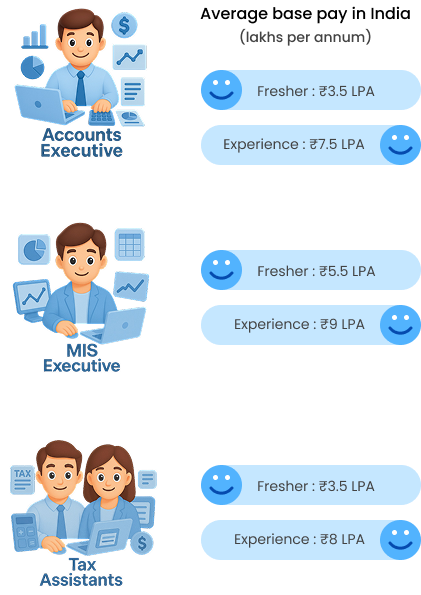 Average base pay in India
(lakhs per annum)
$
Accounts
Executive
Fresher : ₹3.5 LPA
Experience : ₹7.5 LPA
MIS
Executive
Fresher : ₹5.5 LPA
Experience : ₹9 LPA
TAX
$
Tax
Assistants
Fresher : ₹3.5 LPA
Experience : ₹8 LPA